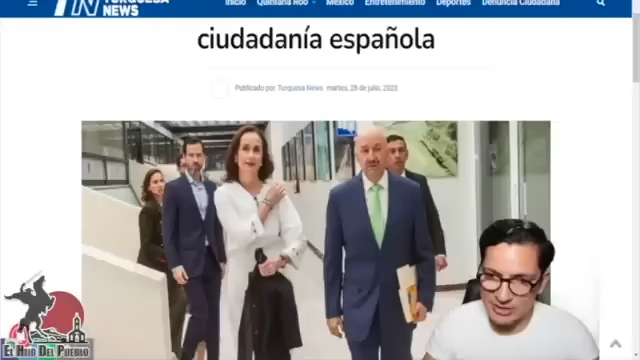 TURQUESA
NEWS
Inicio Quintana Roo México Entretenimiento Deportes Denuncia Ciudadana
ciudadanía española
Publicado por Turquesa News martes, 28 de julio, 2020
EL HIJO DEL PUEBLO